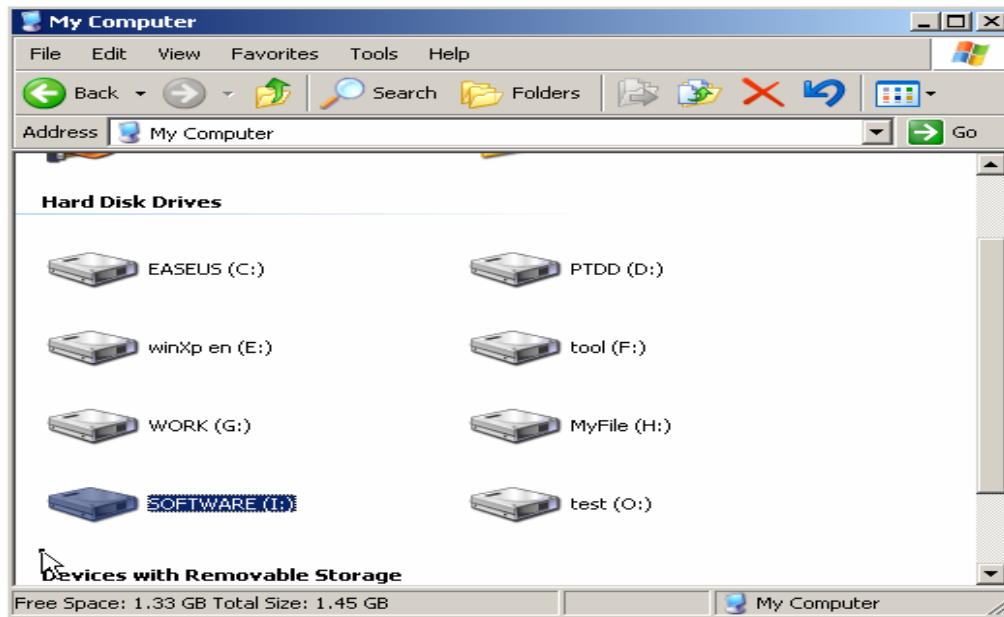 My Computer
File Edit View Favorites Tools Help
Back Search Folders
Address My Computer Go
Hard Disk Drives
EASEUS (C:) PTDD (D:)
winXp en (E:) tool (F:)
WORK (G:) MyFile (H:)
SOFTWARE (I:) test (O:)
Devices with Removable Storage
Free Space: 1.33 GB Total Size: 1.45 GB My Computer